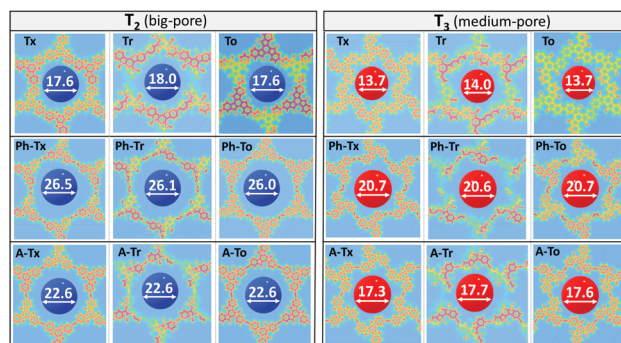 T₂ (big-pore)
T₃ (medium-pore)
Tx Tr To Tx Tr To
17.6 18.0 17.6 13.7 14.0 13.7
Ph-Tx Ph-Tr Ph-To Ph-Tx Ph-Tr Ph-To
26.5 26.1 26.0 20.7 20.6 20.7
A-Tx A-Tr A-To A-Tx A-Tr A-To
22.6 22.6 22.6 17.3 17.7 17.6